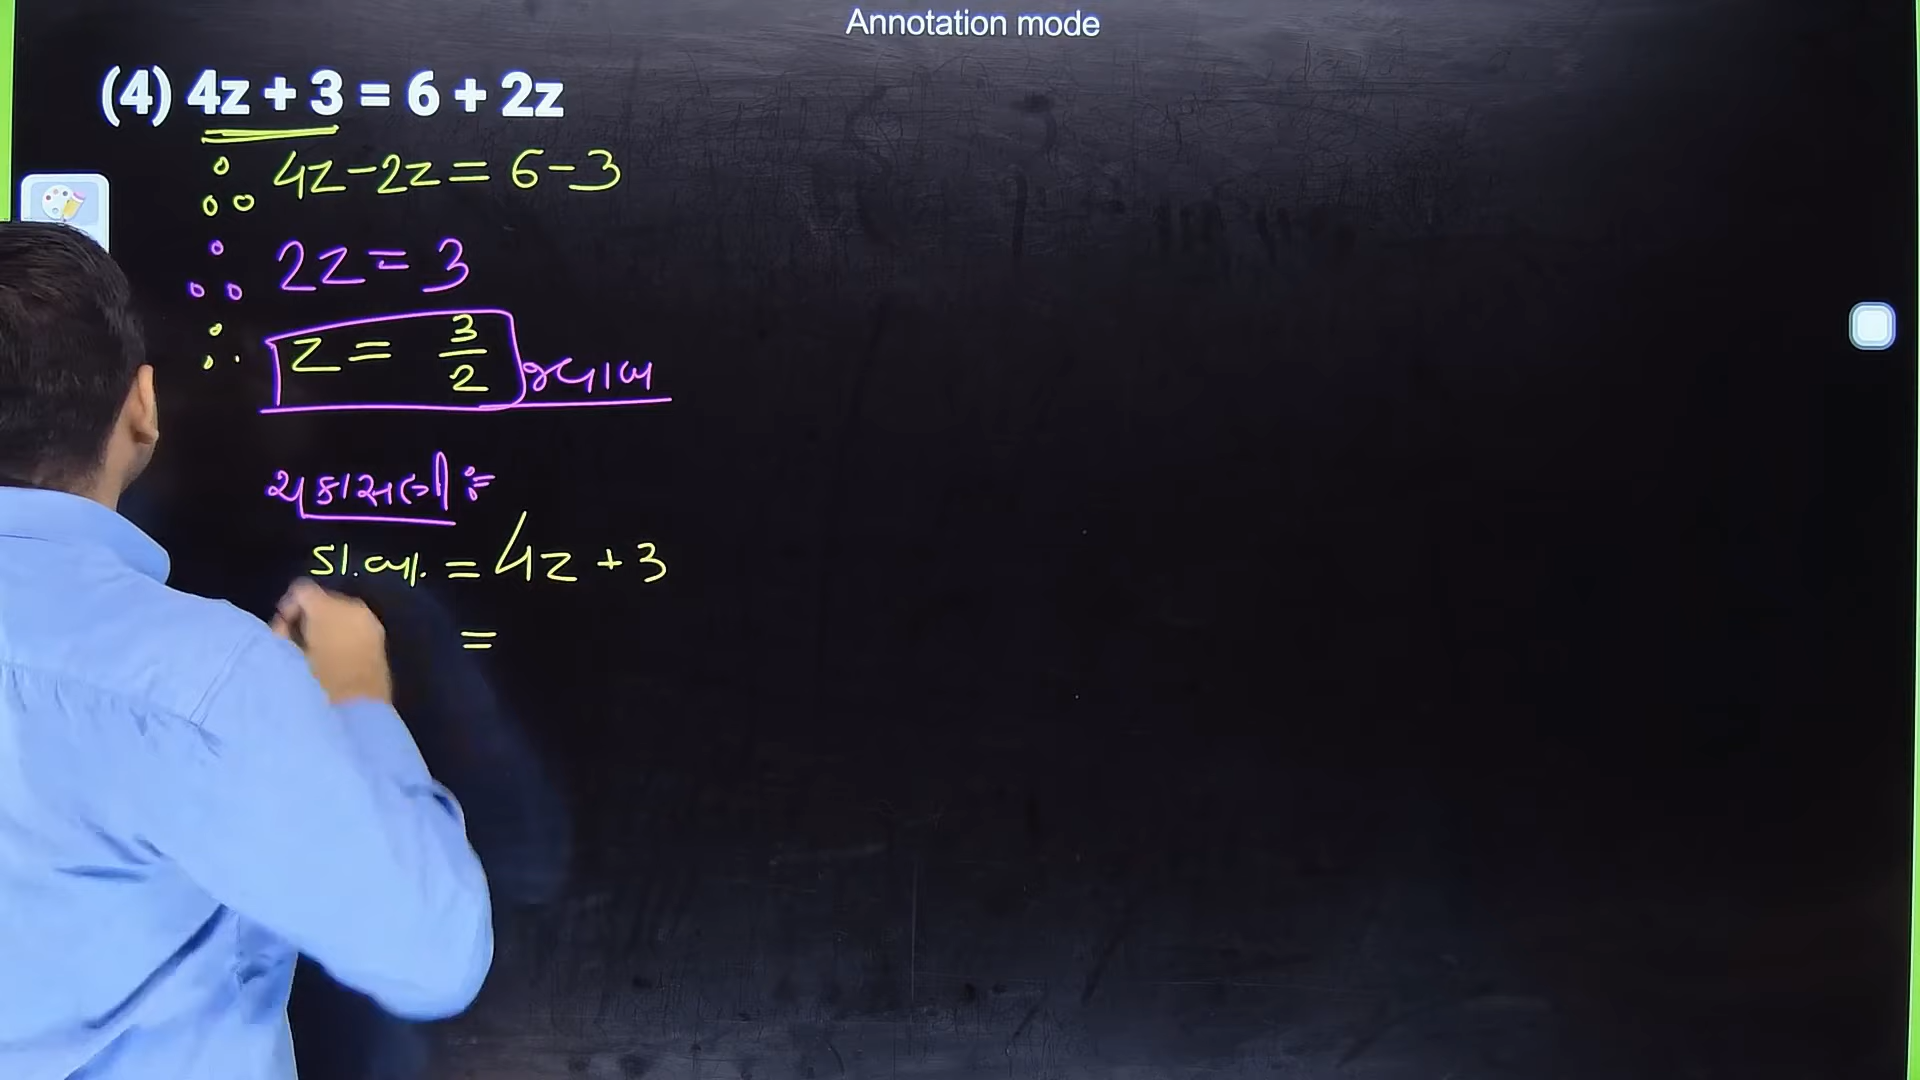 Annotation mode
(4) 4z + 3 = 6 + 2z
∴ 4z - 2z = 6 - 3
∴ 2z = 3
∴ z = 3/2 જવાબ
ચકાસણી :-
ડા.બા. = 4z + 3
=